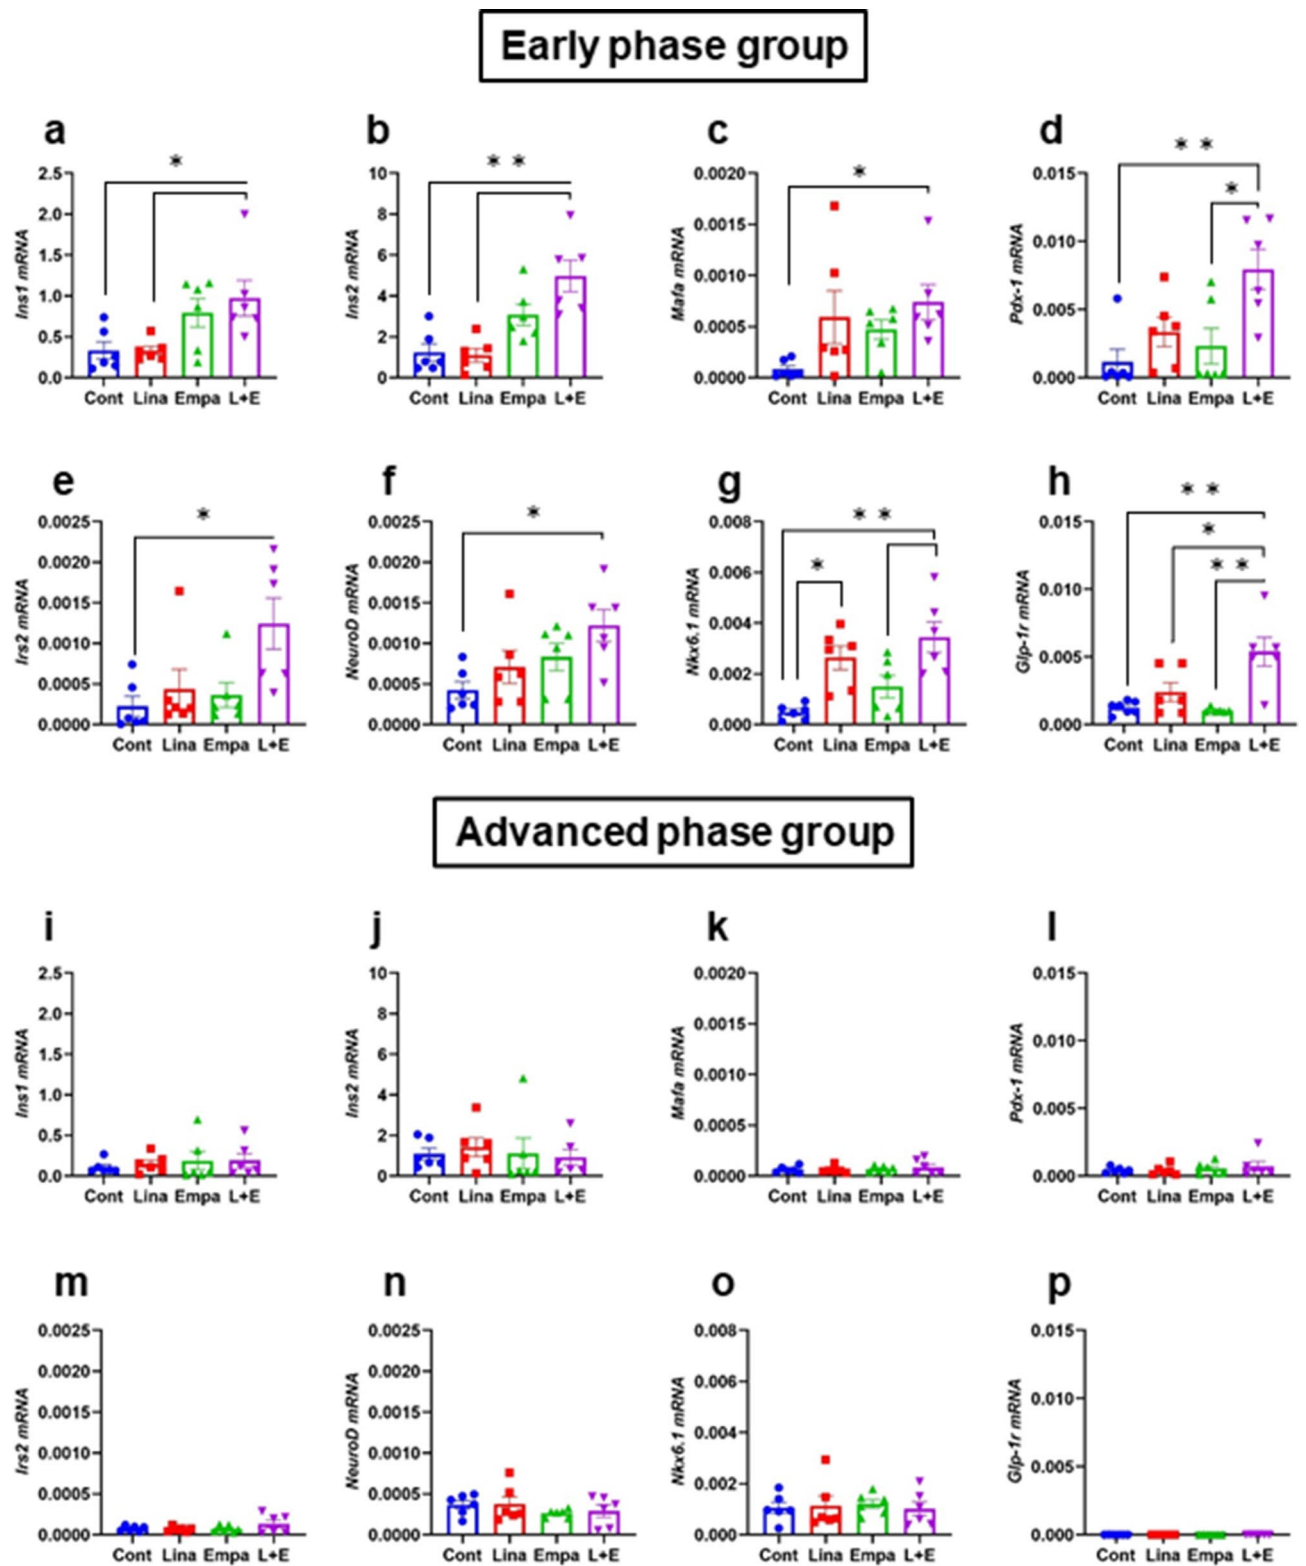 Early phase group
a
b
c
d
*
* *
*
* *
*
2.5
2.0
1.5
1.0
0.5
0.0
Ins1 mRNA
Cont Lina Empa L+E
10
8
6
4
2
0
Ins2 mRNA
Cont Lina Empa L+E
0.0020
0.0015
0.0010
0.0005
0.0000
Mafa mRNA
Cont Lina Empa L+E
0.015
0.010
0.005
0.000
Pdx-1 mRNA
Cont Lina Empa L+E
e
f
g
h
*
*
* *
*
* *
*
* *
0.0025
0.0020
0.0015
0.0010
0.0005
0.0000
Irs2 mRNA
Cont Lina Empa L+E
0.0025
0.0020
0.0015
0.0010
0.0005
0.0000
NeuroD mRNA
Cont Lina Empa L+E
0.008
0.006
0.004
0.002
0.000
Nkx6.1 mRNA
Cont Lina Empa L+E
0.015
0.010
0.005
0.000
Glp-1r mRNA
Cont Lina Empa L+E
Advanced phase group
i
j
k
l
2.5
2.0
1.5
1.0
0.5
0.0
Ins1 mRNA
Cont Lina Empa L+E
10
8
6
4
2
0
Ins2 mRNA
Cont Lina Empa L+E
0.0020
0.0015
0.0010
0.0005
0.0000
Mafa mRNA
Cont Lina Empa L+E
0.015
0.010
0.005
0.000
Pdx-1 mRNA
Cont Lina Empa L+E
m
n
o
p
0.0025
0.0020
0.0015
0.0010
0.0005
0.0000
Irs2 mRNA
Cont Lina Empa L+E
0.0025
0.0020
0.0015
0.0010
0.0005
0.0000
NeuroD mRNA
Cont Lina Empa L+E
0.008
0.006
0.004
0.002
0.000
Nkx6.1 mRNA
Cont Lina Empa L+E
0.015
0.010
0.005
0.000
Glp-1r mRNA
Cont Lina Empa L+E